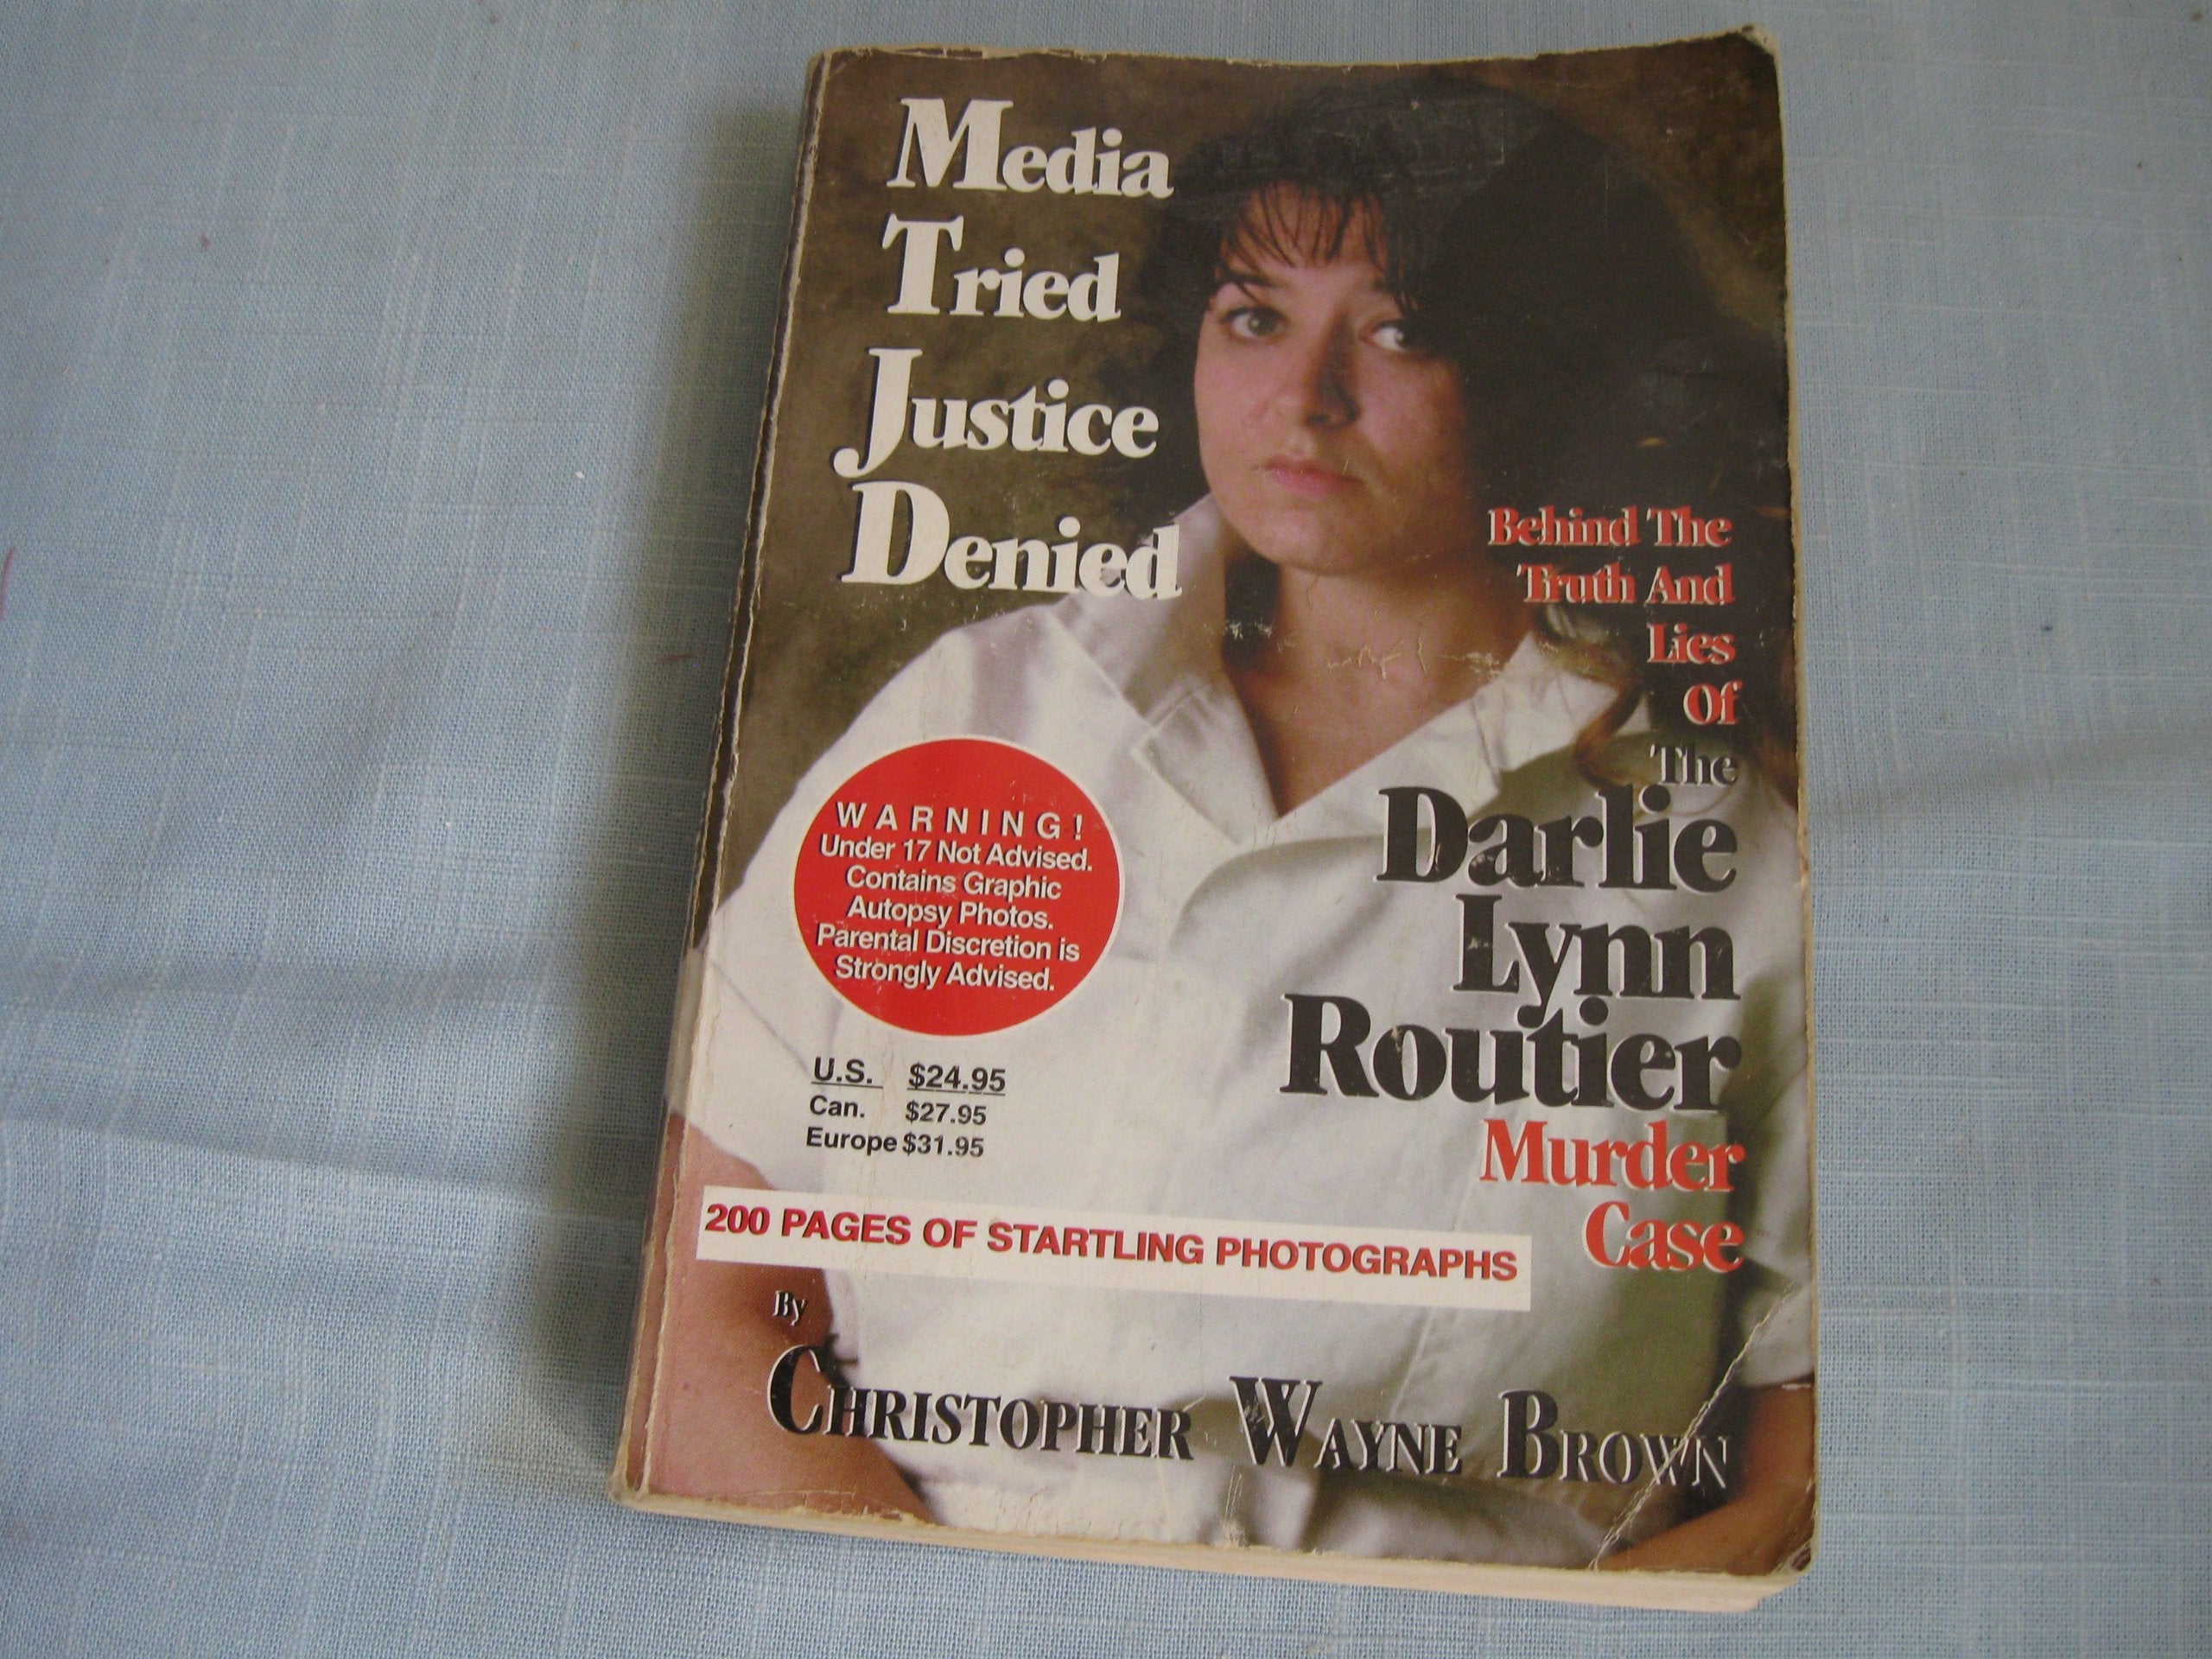 Media
Tried
Justice
Denied
Behind The
Truth And
Lies
Of
The
Darlie
Lynn
Routier
Murder
Case
WARNING!
Under 17 Not Advised.
Contains Graphic
Autopsy Photos.
Parental Discretion is
Strongly Advised.
U.S. $24.95
Can. $27.95
Europe $31.95
200 PAGES OF STARTLING PHOTOGRAPHS
By
CHRISTOPHER WAYNE BROWN